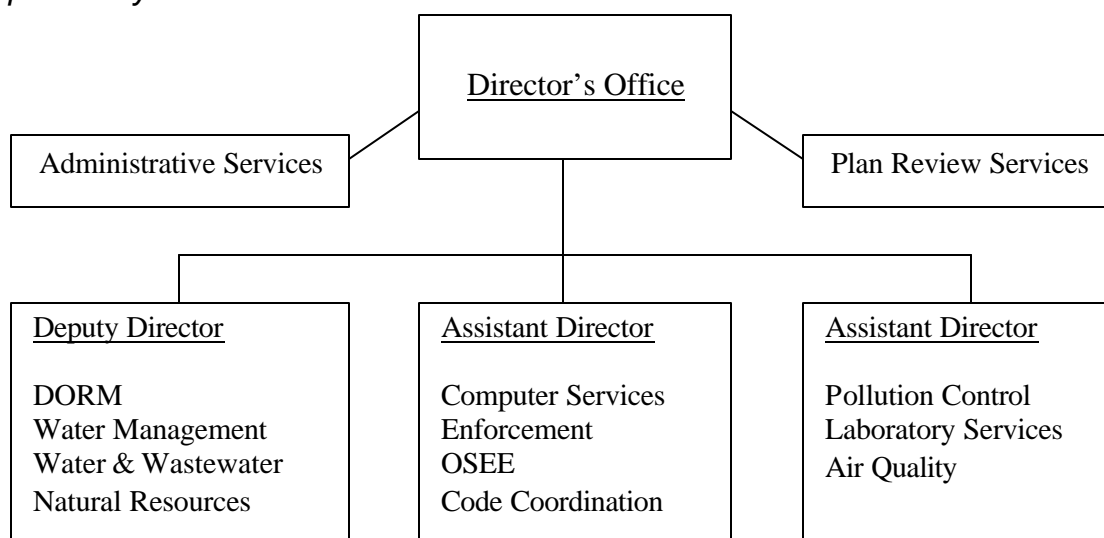 Director’s Office
Administrative Services
Plan Review Services
Deputy Director
DORM
Water Management
Water & Wastewater
Natural Resources
Assistant Director
Computer Services
Enforcement
OSEE
Code Coordination
Assistant Director
Pollution Control
Laboratory Services
Air Quality